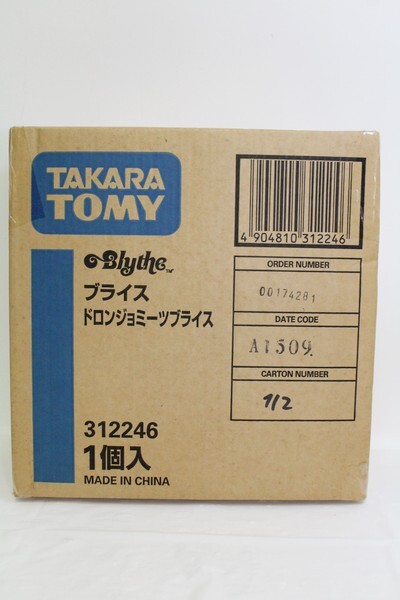 TAKARA
TOMY
Blythe™
ブライス
ドロンジョミーツブライス
312246
1個入
MADE IN CHINA
4 904810 312246
ORDER NUMBER
00174281
DATE CODE
A1509.
CARTON NUMBER
1/2